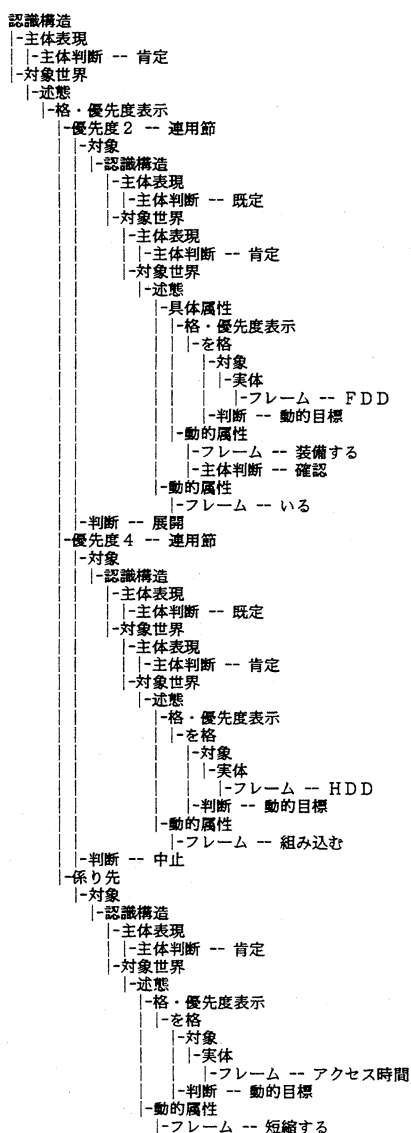 認識構造
|-主体表現
| |-主体判断 -- 肯定
|-対象世界
  |-述態
    |-格・優先度表示
      |-優先度2 -- 連用節
      | |-対象
      | | |-認識構造
      | |   |-主体表現
      | |   | |-主体判断 -- 既定
      | |   |-対象世界
      | |     |-主体表現
      | |     | |-主体判断 -- 肯定
      | |     |-対象世界
      | |       |-述態
      | |         |-具体属性
      | |         | |-格・優先度表示
      | |         | | |-を格
      | |         | |   |-対象
      | |         | |   | |-実体
      | |         | |   |   |-フレーム -- FDD
      | |         | |   |-判断 -- 動的目標
      | |         | |-動的属性
      | |         |   |-フレーム -- 装備する
      | |         |   |-主体判断 -- 確認
      | |         |-動的属性
      | |           |-フレーム -- いる
      | |-判断 -- 展開
      |-優先度4 -- 連用節
      | |-対象
      | | |-認識構造
      | |   |-主体表現
      | |   | |-主体判断 -- 既定
      | |   |-対象世界
      | |     |-主体表現
      | |     | |-主体判断 -- 肯定
      | |     |-対象世界
      | |       |-述態
      | |         |-格・優先度表示
      | |         | |-を格
      | |         |   |-対象
      | |         |   | |-実体
      | |         |   |   |-フレーム -- HDD
      | |         |   |-判断 -- 動的目標
      | |         |-動的属性
      | |           |-フレーム -- 組み込む
      | |-判断 -- 中止
      |-係り先
        |-対象
          |-認識構造
            |-主体表現
            | |-主体判断 -- 肯定
            |-対象世界
              |-述態
                |-格・優先度表示
                | |-を格
                |   |-対象
                |   | |-実体
                |   |   |-フレーム -- アクセス時間
                |   |-判断 -- 動的目標
                |-動的属性
                  |-フレーム -- 短縮する